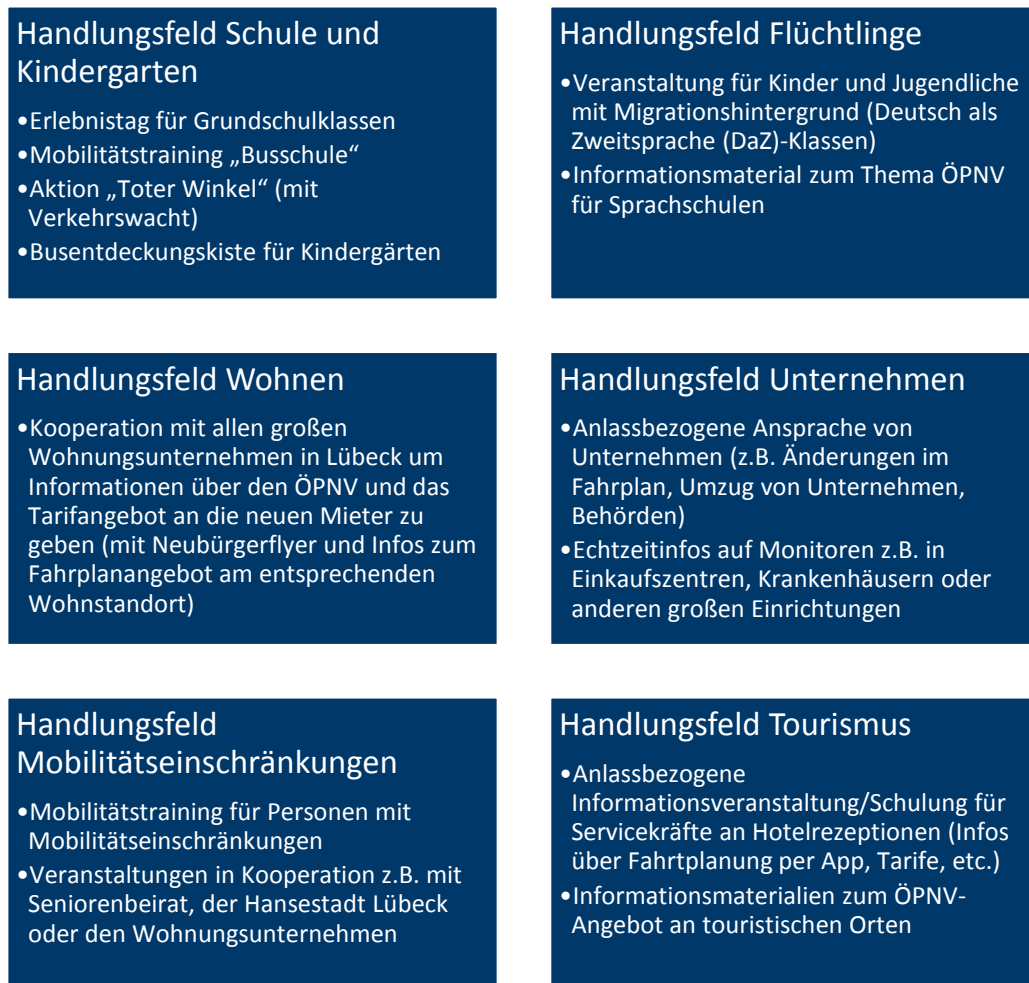 Handlungsfeld Schule und
Kindergarten
•Erlebnistag für Grundschulklassen
•Mobilitätstraining „Busschule“
•Aktion „Toter Winkel“ (mit
Verkehrswacht)
•Busentdeckungskiste für Kindergärten
Handlungsfeld Flüchtlinge
•Veranstaltung für Kinder und Jugendliche
mit Migrationshintergrund (Deutsch als
Zweitsprache (DaZ)-Klassen)
•Informationsmaterial zum Thema ÖPNV
für Sprachschulen
Handlungsfeld Wohnen
•Kooperation mit allen großen
Wohnungsunternehmen in Lübeck um
Informationen über den ÖPNV und das
Tarifangebot an die neuen Mieter zu
geben (mit Neubürgerflyer und Infos zum
Fahrplanangebot am entsprechenden
Wohnstandort)
Handlungsfeld Unternehmen
•Anlassbezogene Ansprache von
Unternehmen (z.B. Änderungen im
Fahrplan, Umzug von Unternehmen,
Behörden)
•Echtzeitinfos auf Monitoren z.B. in
Einkaufszentren, Krankenhäusern oder
anderen großen Einrichtungen
Handlungsfeld
Mobilitätseinschränkungen
•Mobilitätstraining für Personen mit
Mobilitätseinschränkungen
•Veranstaltungen in Kooperation z.B. mit
Seniorenbeirat, der Hansestadt Lübeck
oder den Wohnungsunternehmen
Handlungsfeld Tourismus
•Anlassbezogene
Informationsveranstaltung/Schulung für
Servicekräfte an Hotelrezeptionen (Infos
über Fahrtplanung per App, Tarife, etc.)
•Informationsmaterialien zum ÖPNV-
Angebot an touristischen Orten